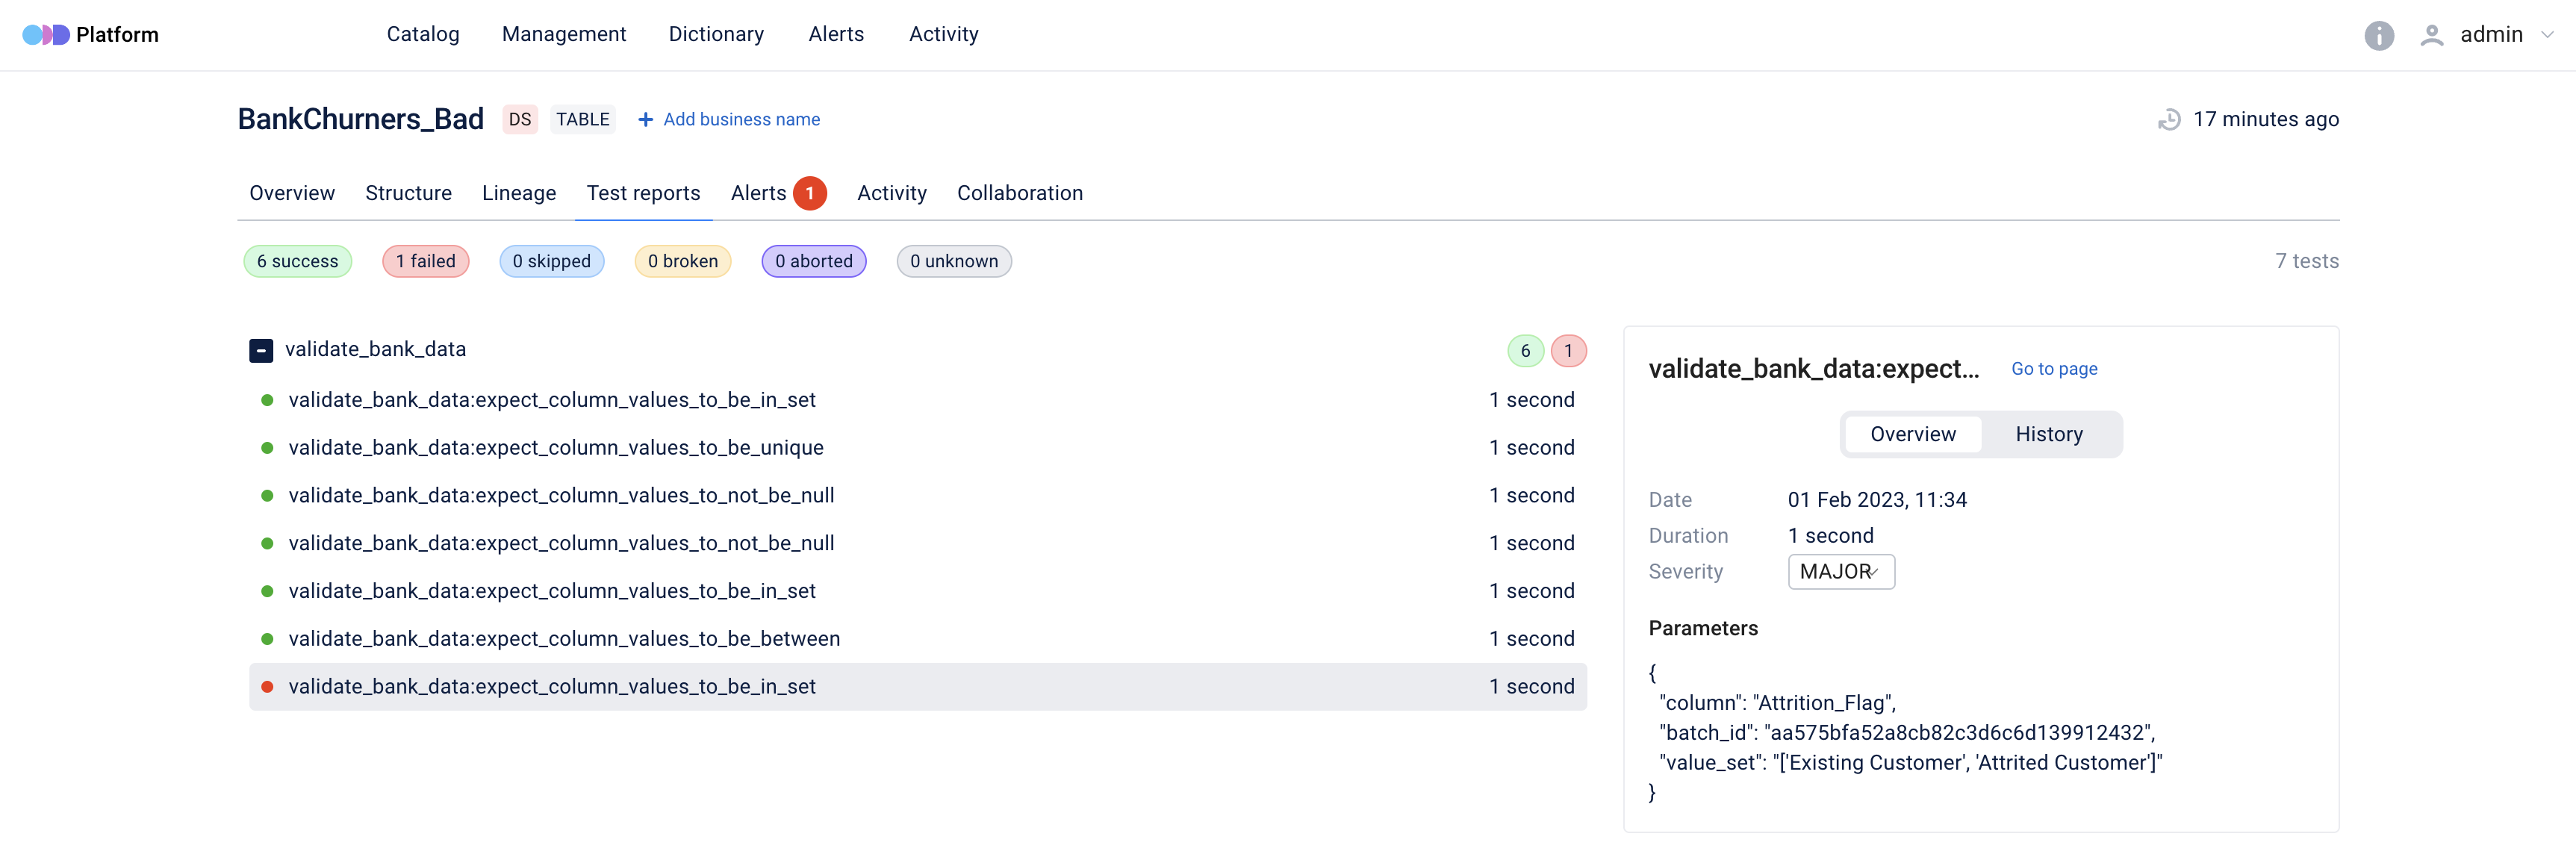 Platform Catalog Management Dictionary Alerts Activity admin
BankChurners_Bad DS TABLE + Add business name 17 minutes ago
Overview Structure Lineage Test reports Alerts 1 Activity Collaboration
6 success 1 failed 0 skipped 0 broken 0 aborted 0 unknown 7 tests
validate_bank_data 6 1
validate_bank_data:expect_column_values_to_be_in_set 1 second
validate_bank_data:expect_column_values_to_be_unique 1 second
validate_bank_data:expect_column_values_to_not_be_null 1 second
validate_bank_data:expect_column_values_to_not_be_null 1 second
validate_bank_data:expect_column_values_to_be_in_set 1 second
validate_bank_data:expect_column_values_to_be_between 1 second
validate_bank_data:expect_column_values_to_be_in_set 1 second
validate_bank_data:expect... Go to page
Overview History
Date 01 Feb 2023, 11:34
Duration 1 second
Severity MAJOR
Parameters
{
"column": "Attrition_Flag",
"batch_id": "aa575bfa52a8cb82c3d6c6d139912432",
"value_set": "['Existing Customer', 'Attrited Customer']"
}